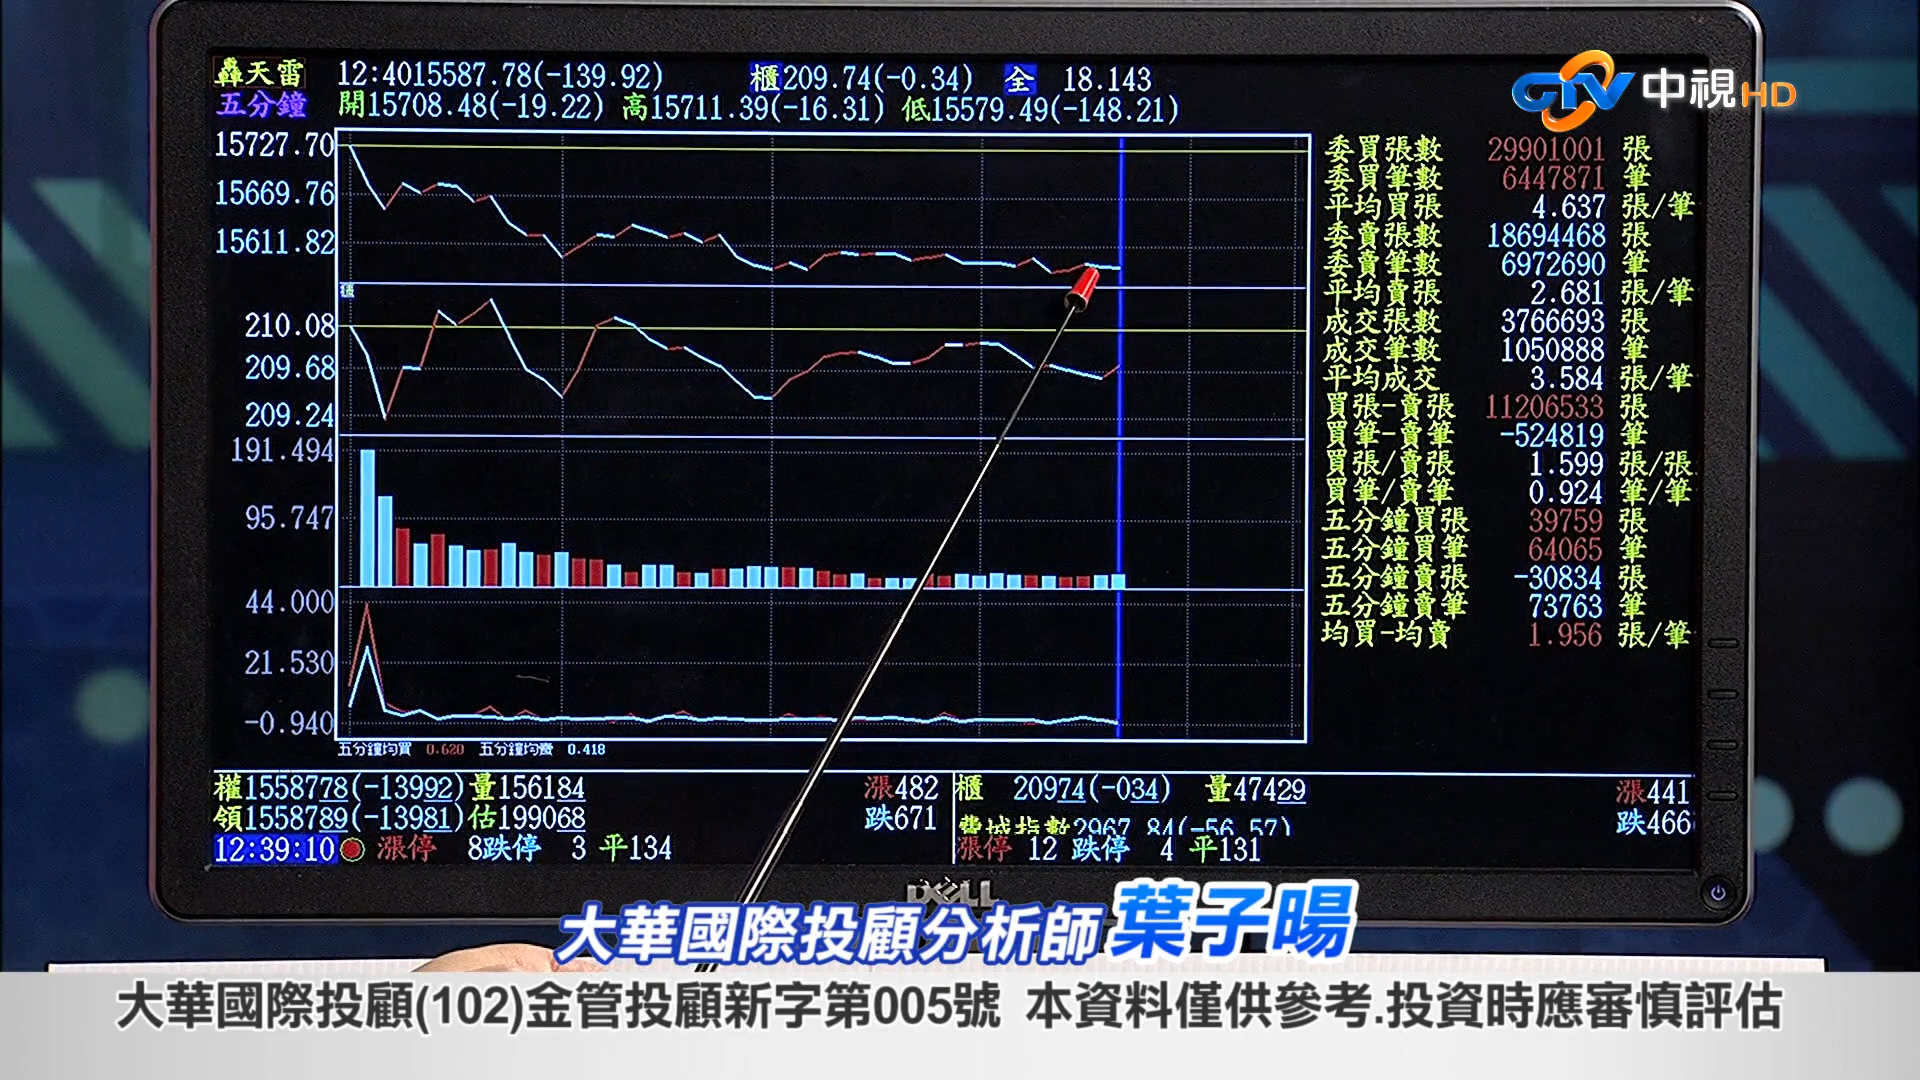 轟天雷 12:4015587.78(-139.92) 櫃209.74(-0.34) 全 18.143
五分鐘 開15708.48(-19.22) 高15711.39(-16.31) 低15579.49(-148.21)
CTV中視HD
15727.70
15669.76
15611.82
櫃
210.08
209.68
209.24
191.494
95.747
44.000
21.530
-0.940
五分鐘均買 0.620 五分鐘均賣 0.418
委買張數 29901001 張
委買筆數 6447871 筆
平均買張 4.637 張/筆
委賣張數 18694468 張
委賣筆數 6972690 筆
平均賣張 2.681 張/筆
成交張數 3766693 張
成交筆數 1050888 筆
平均成交 3.584 張/筆
買張-賣張 11206533 張
買筆-賣筆 -524819 筆
買張/賣張 1.599 張/張
買筆/賣筆 0.924 筆/筆
五分鐘買張 39759 張
五分鐘買筆 64065 筆
五分鐘賣張 -30834 張
五分鐘賣筆 73763 筆
均買-均賣 1.956 張/筆
權1558778(-13992)量156184 漲482 櫃 20974(-034) 量47429 漲441
領1558789(-13981)估199068 跌671 費城指數2967.84(-56.57) 跌466
12:39:10 漲停 8跌停 3 平134 漲停 12 跌停 4 平131
DELL
大華國際投顧分析師 葉子暘
大華國際投顧(102)金管投顧新字第005號 本資料僅供參考.投資時應審慎評估